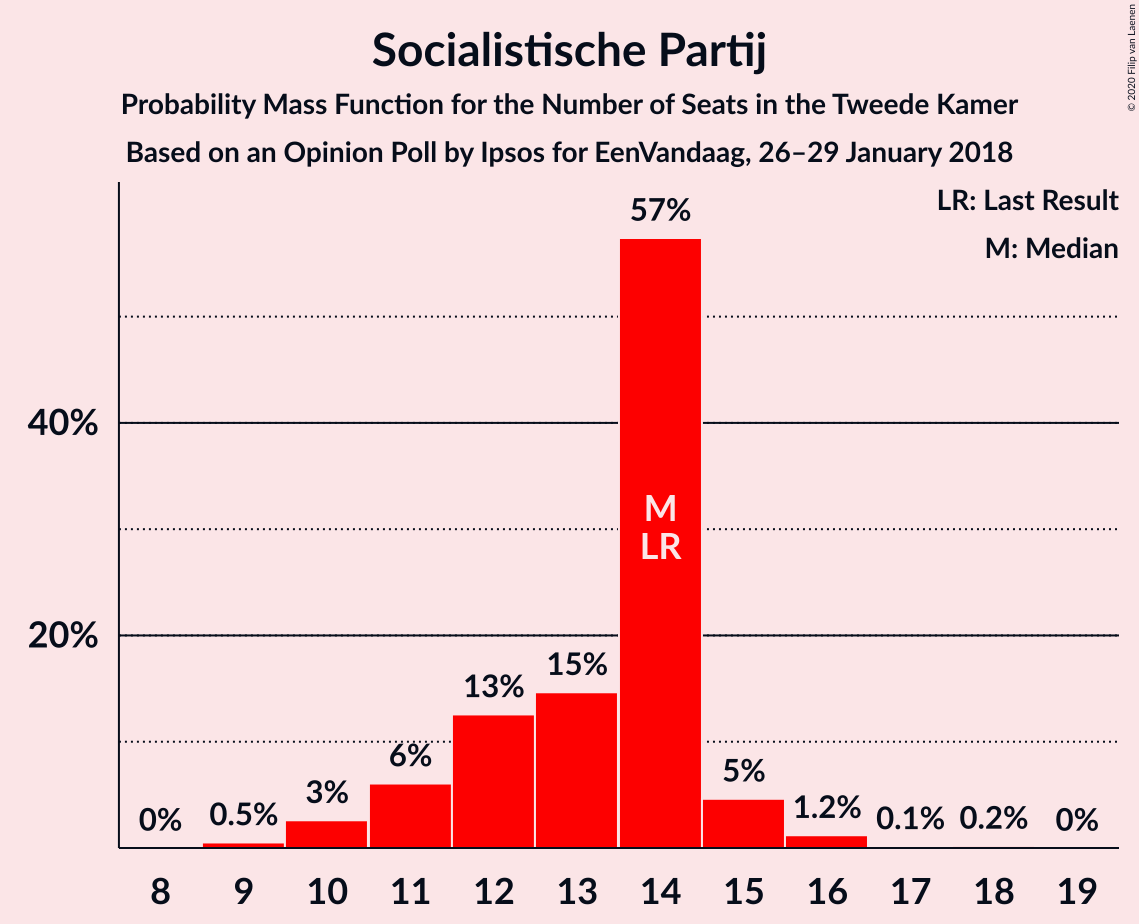 Socialistische Partij
Probability Mass Function for the Number of Seats in the Tweede Kamer
Based on an Opinion Poll by Ipsos for EenVandaag, 26–29 January 2018
© 2020 Filip van Laenen
LR: Last Result
M: Median
57%
40%
M
LR
20%
15%
13%
6%
5%
3%
1.2%
0.5%
0%
0.1%
0.2%
0%
8 9 10 11 12 13 14 15 16 17 18 19